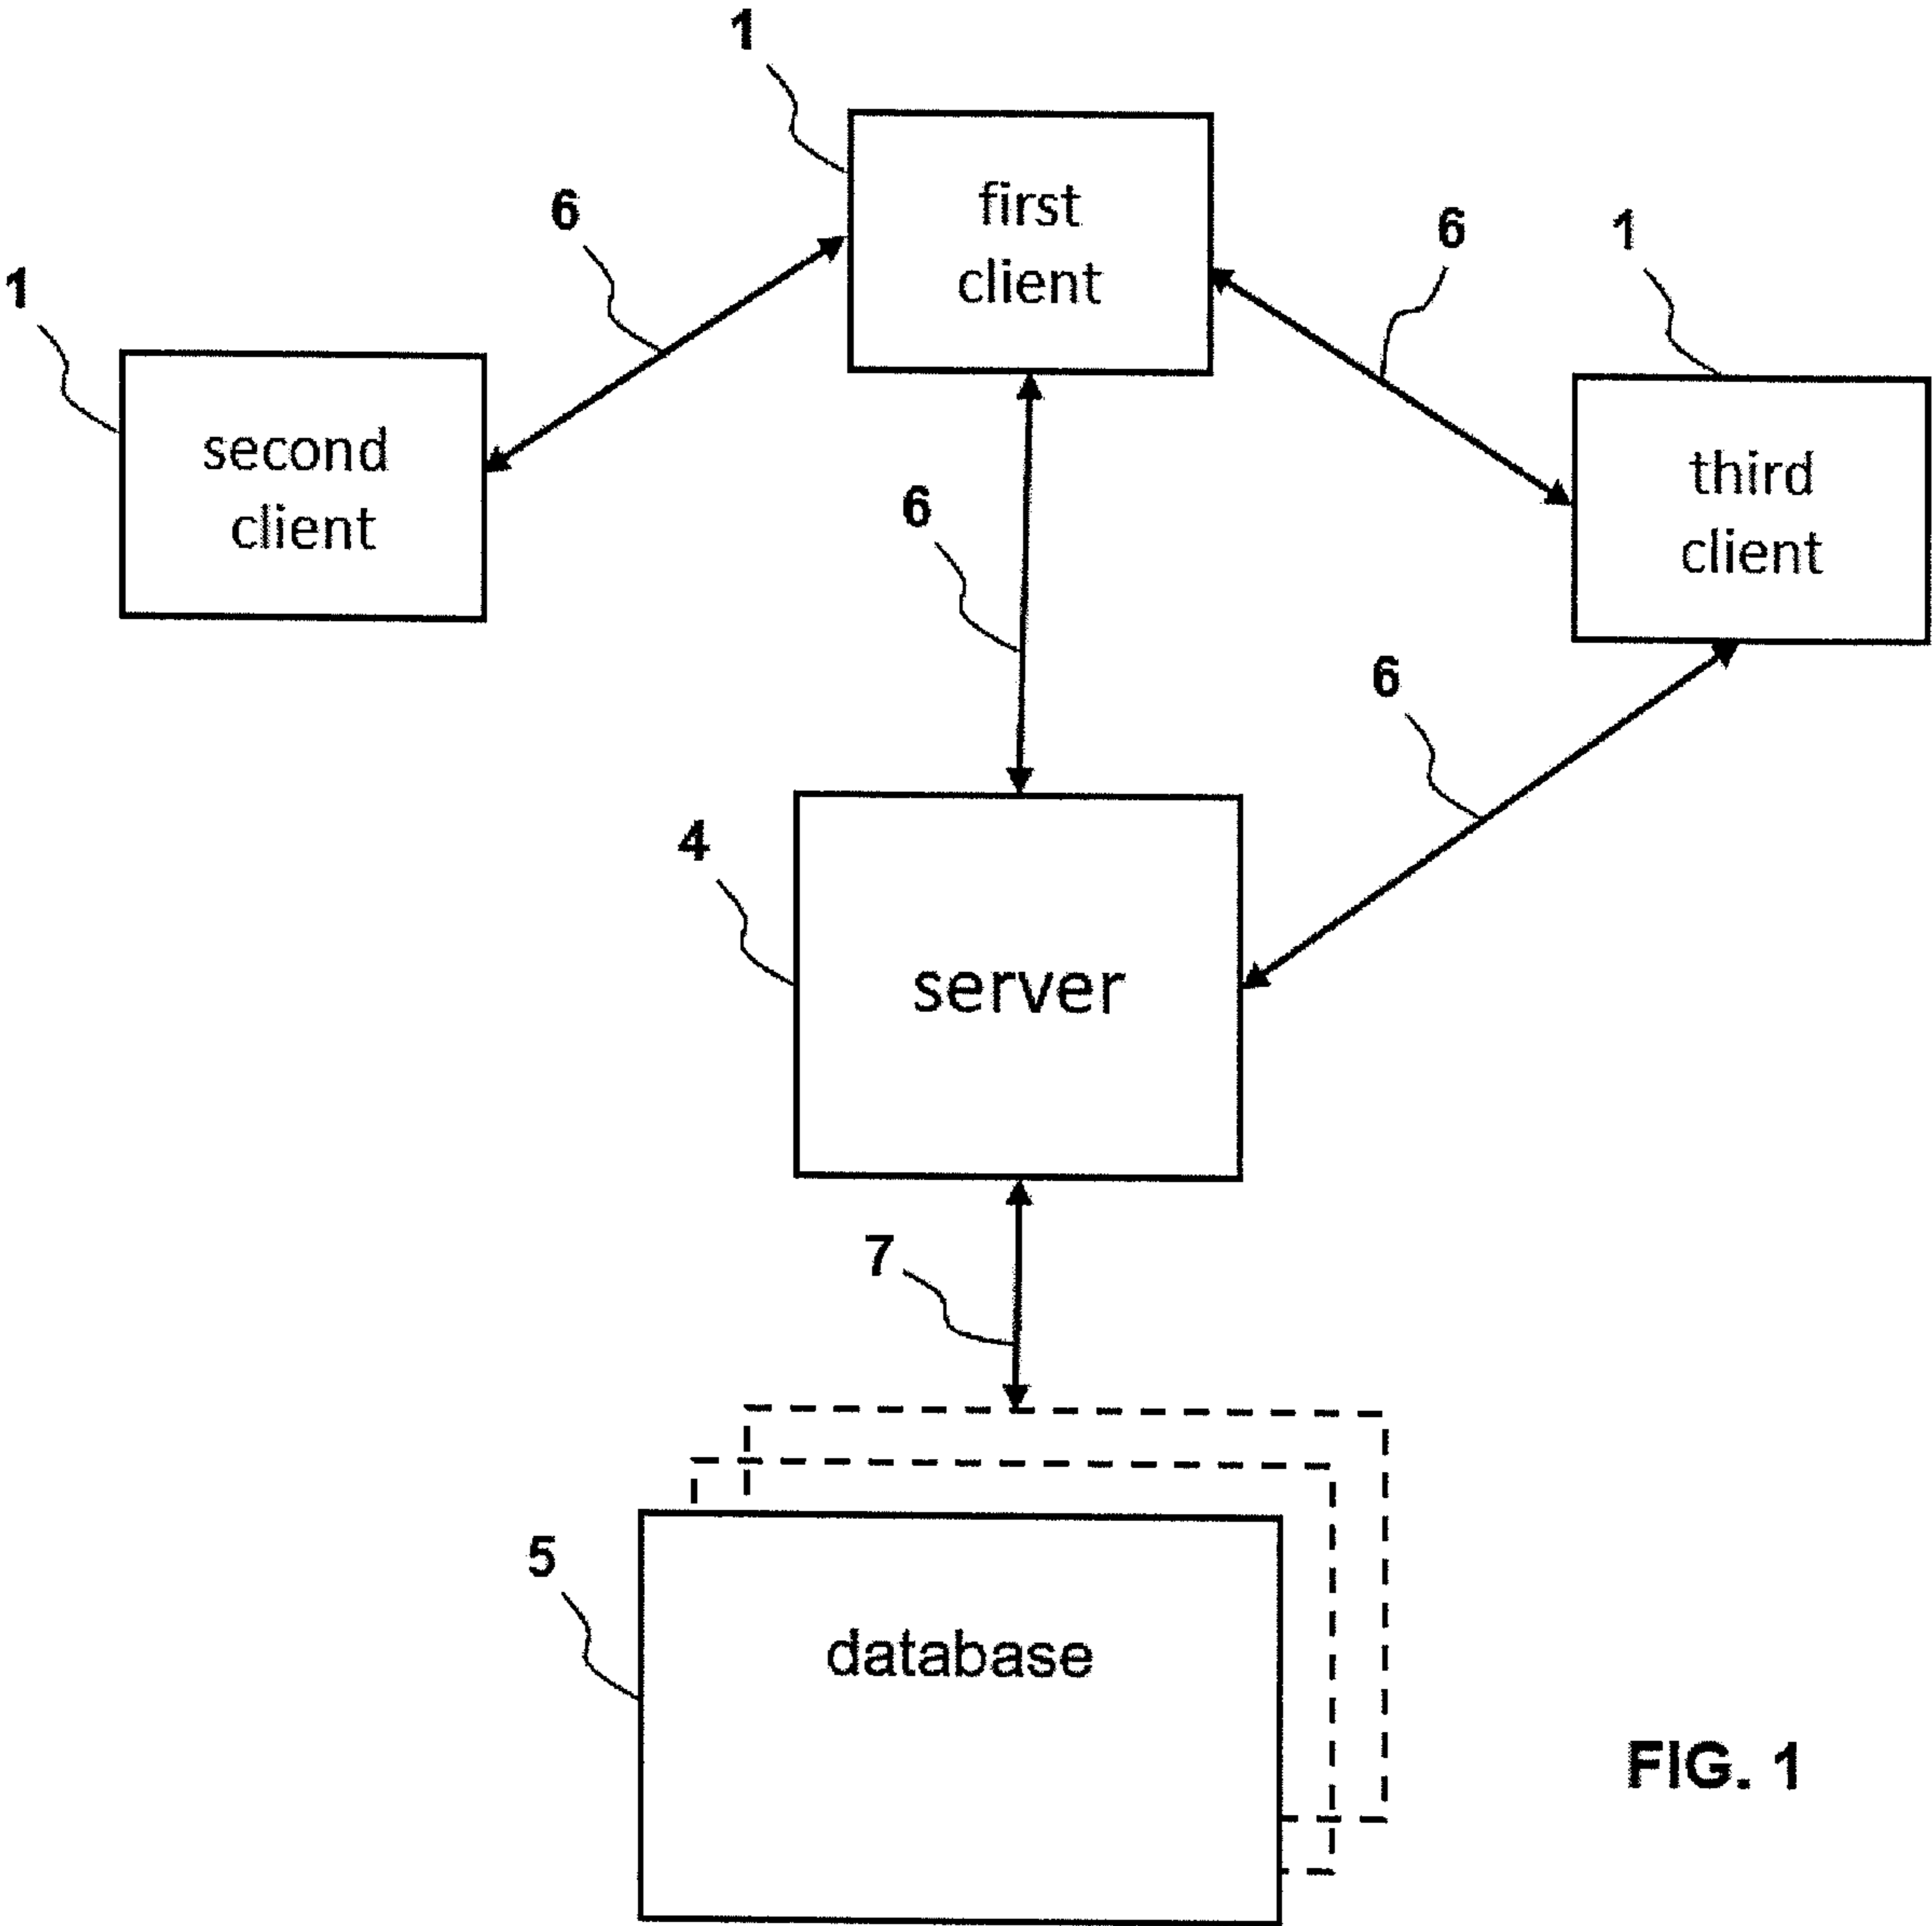 1
first
client
6
6
1
1
second
client
third
client
6
6
4
server
7
5
database
FIG. 1